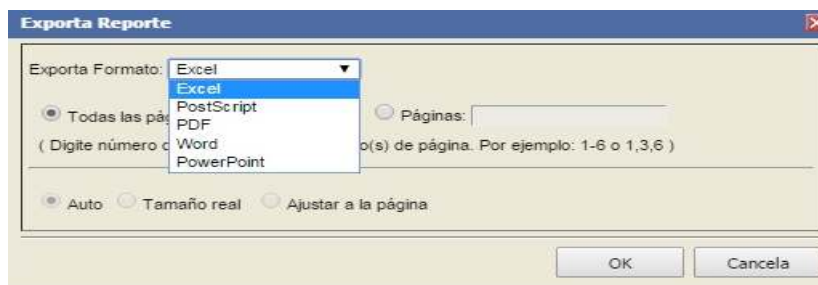 Exporta Reporte
Exporta Formato: Excel
Excel
PostScript
PDF
Word
PowerPoint
Todas las pág
Páginas:
( Digite número o(s) de página. Por ejemplo: 1-6 o 1,3,6 )
Auto Tamaño real Ajustar a la página
OK Cancela